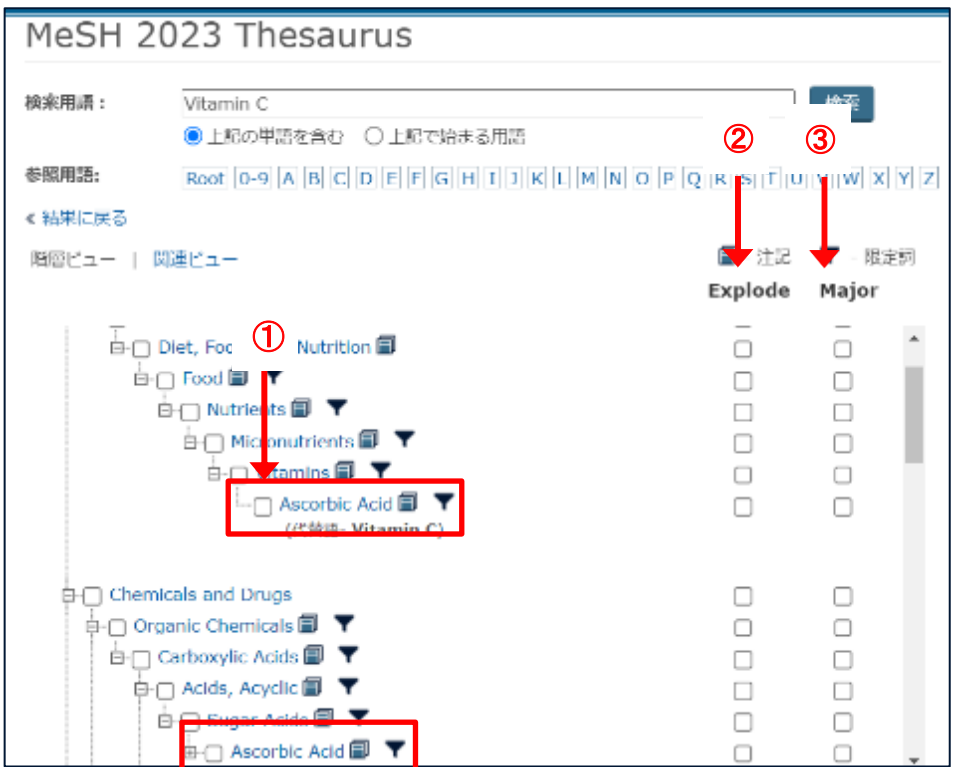 MeSH 2023 Thesaurus
検索用語： Vitamin C 検索
上記の単語を含む 上記で始まる用語
② ③
参照用語: Root 0-9 A B C D E F G H I J K L M N O P Q R S T U V W X Y Z
« 結果に戻る
階層ビュー | 関連ビュー 注記 - 限定詞
Explode Major
①
Diet, Foo Nutrition
Food
Nutrients
Micronutrients
Vitamins
Ascorbic Acid
(代替語- Vitamin C)
Chemicals and Drugs
Organic Chemicals
Carboxylic Acids
Acids, Acyclic
Sugar Acids
Ascorbic Acid